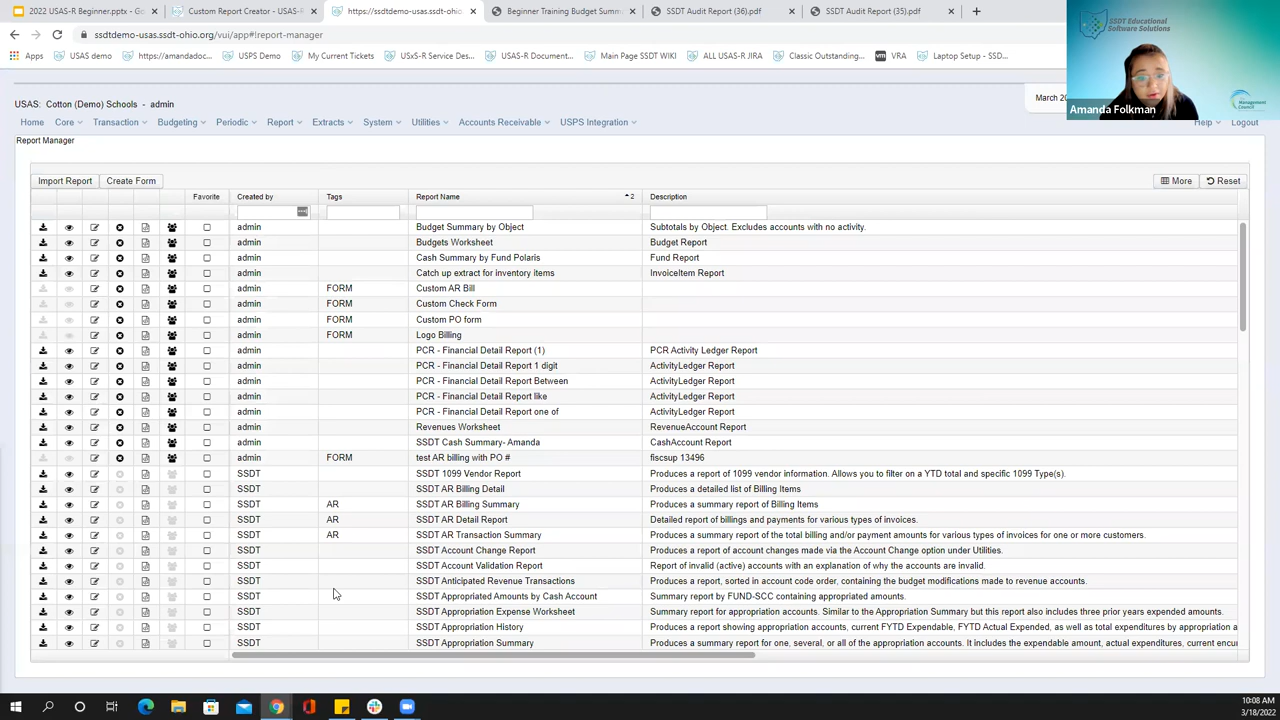 2022 USAS-R Beginner.pptx - Go
Custom Report Creator - USAS-R
https://ssdtdemo-usas.ssdt-ohio
Beginner Training Budget Summ
SSDT Audit Report (36).pdf
SSDT Audit Report (35).pdf
ssdtdemo-usas.ssdt-ohio.org/vui/app#!report-manager
Apps
USAS demo
https://amandadoc...
USPS Demo
My Current Tickets
USxS-R Service Des...
USAS-R Document...
Main Page SSDT WIKI
ALL USAS-R JIRA
Classic Outstanding...
VRA
Laptop Setup - SSD...
SSDT Educational
Software Solutions
Management
Council
Amanda Folkman
USAS: Cotton (Demo) Schools - admin
March 20
Home Core Transaction Budgeting Periodic Report Extracts System Utilities Accounts Receivable USPS Integration Help Logout
Report Manager
Import Report Create Form More Reset
Favorite Created by Tags Report Name 2 Description
admin Budget Summary by Object Subtotals by Object. Excludes accounts with no activity.
admin Budgets Worksheet Budget Report
admin Cash Summary by Fund Polaris Fund Report
admin Catch up extract for inventory items InvoiceItem Report
admin FORM Custom AR Bill
admin FORM Custom Check Form
admin FORM Custom PO form
admin FORM Logo Billing
admin PCR - Financial Detail Report (1) PCR Activity Ledger Report
admin PCR - Financial Detail Report 1 digit ActivityLedger Report
admin PCR - Financial Detail Report Between ActivityLedger Report
admin PCR - Financial Detail Report like ActivityLedger Report
admin PCR - Financial Detail Report one of ActivityLedger Report
admin Revenues Worksheet RevenueAccount Report
admin SSDT Cash Summary- Amanda CashAccount Report
admin FORM test AR billing with PO # fiscsup 13496
SSDT SSDT 1099 Vendor Report Produces a report of 1099 vendor information. Allows you to filter on a YTD total and specific 1099 Type(s).
SSDT SSDT AR Billing Detail Produces a detailed list of Billing Items
SSDT AR SSDT AR Billing Summary Produces a summary report of Billing Items
SSDT AR SSDT AR Detail Report Detailed report of billings and payments for various types of invoices.
SSDT AR SSDT AR Transaction Summary Produces a summary report of the total billing and/or payment amounts for various types of invoices for one or more customers.
SSDT SSDT Account Change Report Produces a report of account changes made via the Account Change option under Utilities.
SSDT SSDT Account Validation Report Report of invalid (active) accounts with an explanation of why the accounts are invalid.
SSDT SSDT Anticipated Revenue Transactions Produces a report, sorted in account code order, containing the budget modifications made to revenue accounts.
SSDT SSDT Appropriated Amounts by Cash Account Summary report by FUND-SCC containing appropriated amounts.
SSDT SSDT Appropriation Expense Worksheet Summary report for appropriation accounts. Similar to the Appropriation Summary but this report also includes three prior years expended amounts.
SSDT SSDT Appropriation History Produces a report showing appropriation accounts, current FYTD Expendable, FYTD Actual Expended, as well as total expenditures by appropriation a
SSDT SSDT Appropriation Summary Produces a summary report for one, several, or all of the appropriation accounts. It includes the expendable amount, actual expenditures, current encu
10:08 AM
3/18/2022